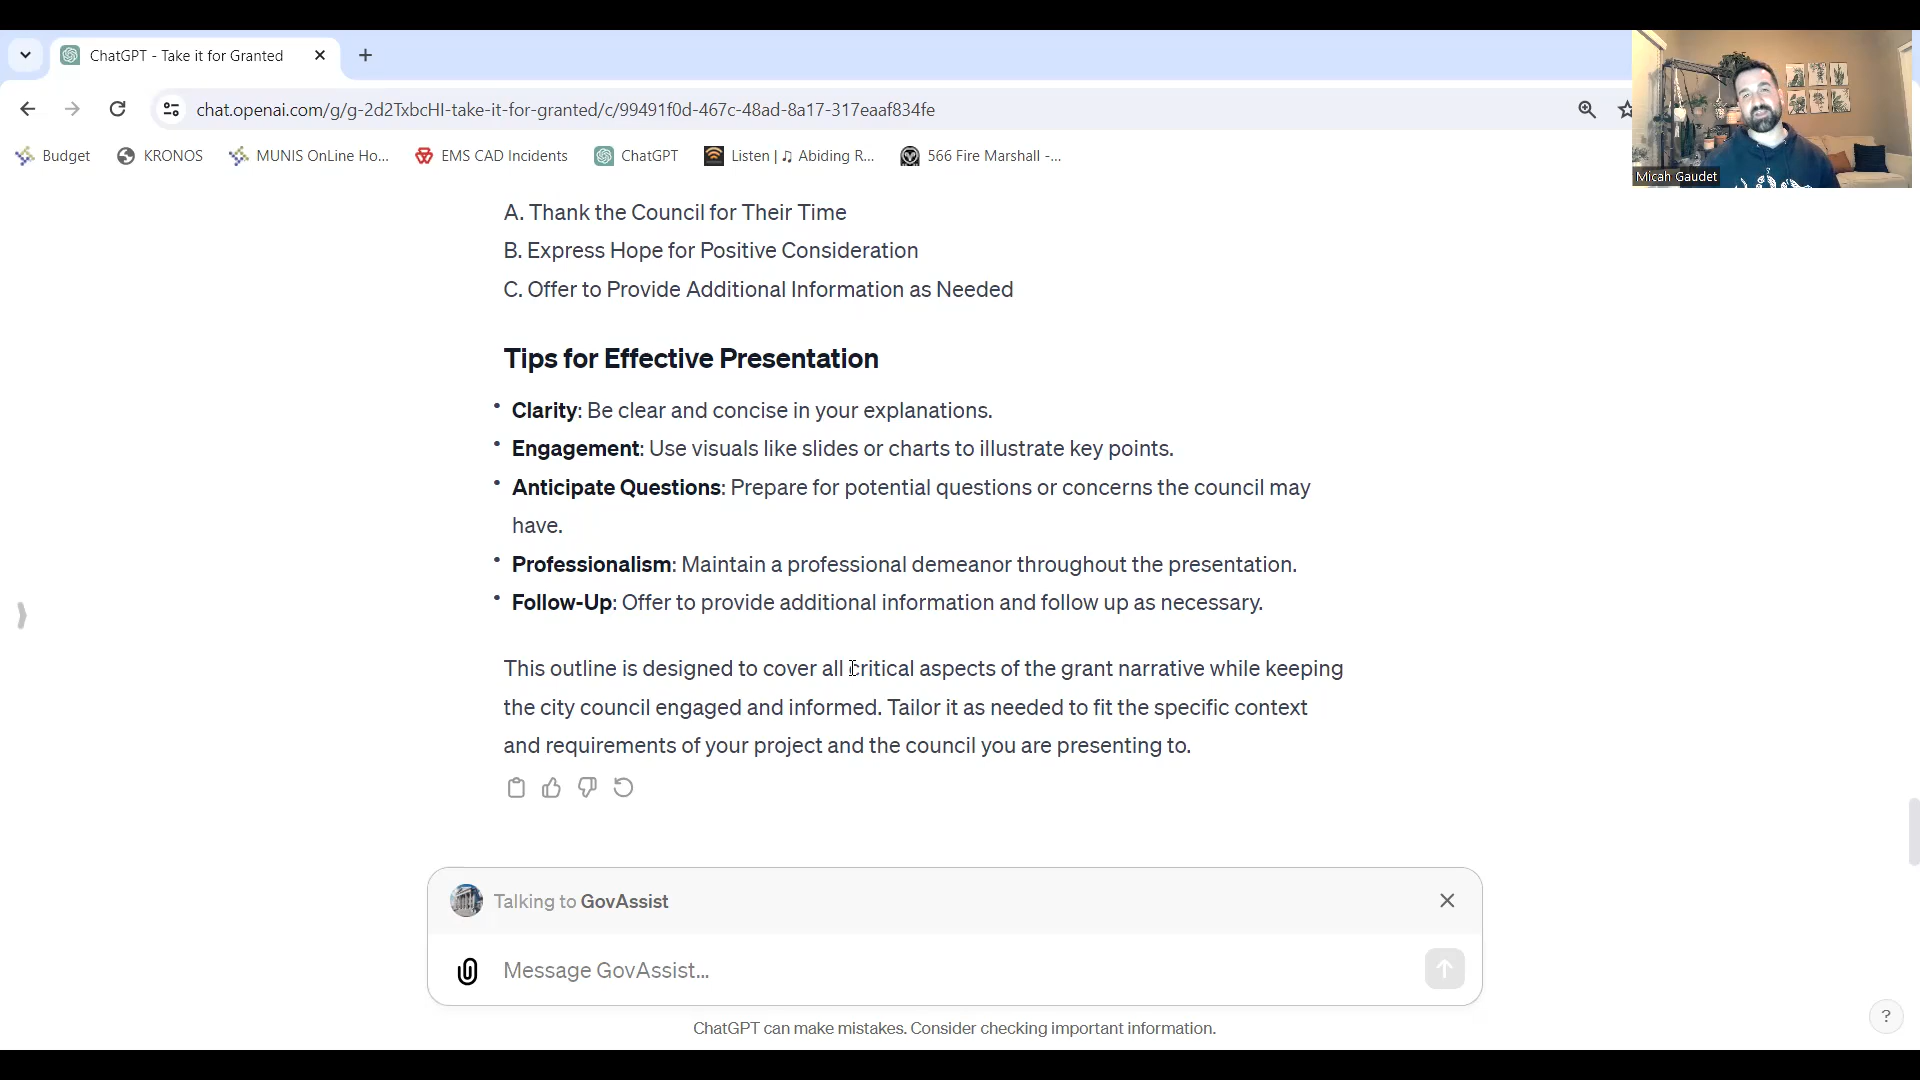 ChatGPT - Take it for Granted
chat.openai.com/g/g-2d2TxbcHI-take-it-for-granted/c/99491f0d-467c-48ad-8a17-317eaaf834fe
Budget KRONOS MUNIS OnLine Ho... EMS CAD Incidents ChatGPT Listen | ♫ Abiding R... 566 Fire Marshall -...
Micah Gaudet
A. Thank the Council for Their Time
B. Express Hope for Positive Consideration
C. Offer to Provide Additional Information as Needed
Tips for Effective Presentation
• Clarity: Be clear and concise in your explanations.
• Engagement: Use visuals like slides or charts to illustrate key points.
• Anticipate Questions: Prepare for potential questions or concerns the council may
have.
• Professionalism: Maintain a professional demeanor throughout the presentation.
• Follow-Up: Offer to provide additional information and follow up as necessary.
This outline is designed to cover all critical aspects of the grant narrative while keeping
the city council engaged and informed. Tailor it as needed to fit the specific context
and requirements of your project and the council you are presenting to.
Talking to GovAssist
Message GovAssist...
ChatGPT can make mistakes. Consider checking important information.
?